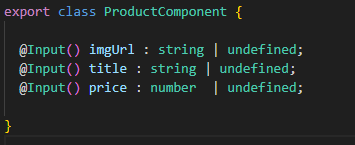 export class ProductComponent {
@Input() imgUrl : string | undefined;
@Input() title : string | undefined;
@Input() price : number  | undefined;
}